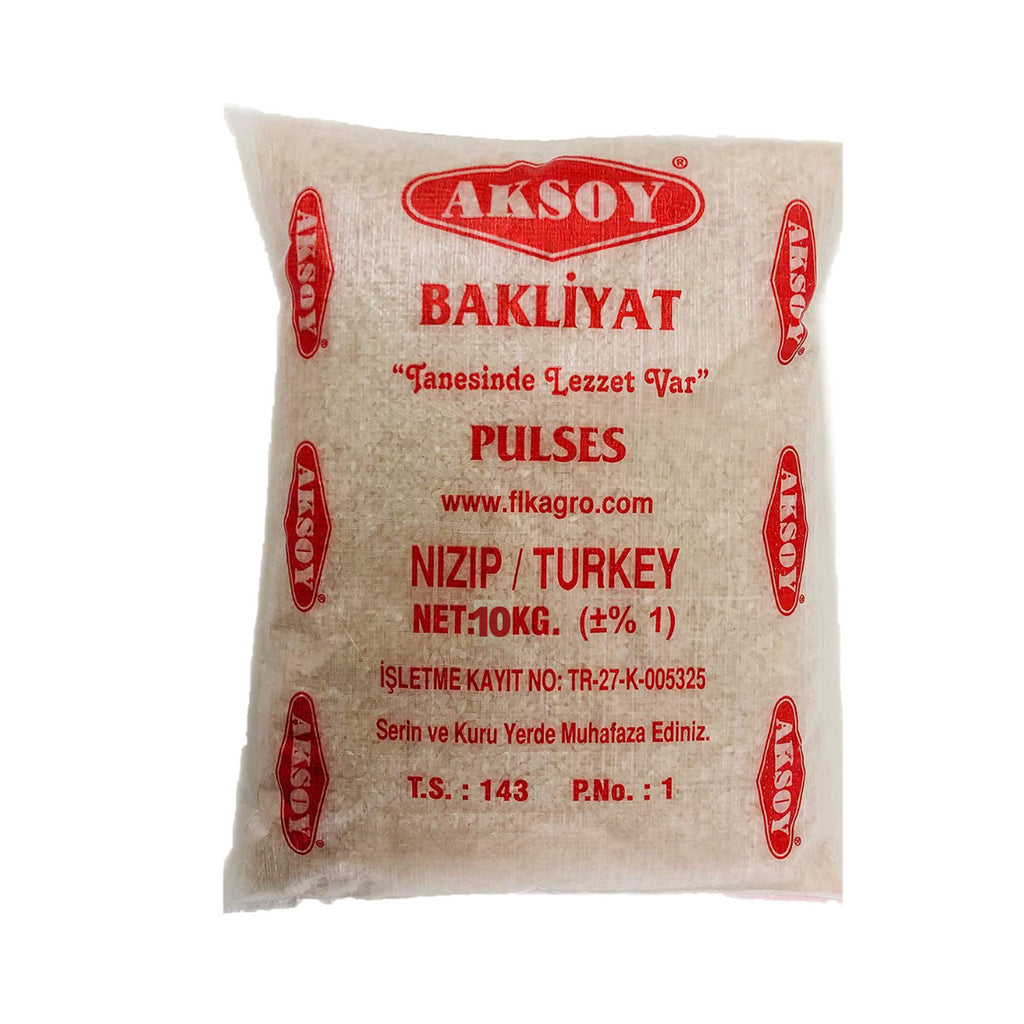 AKSOY ®
BAKLİYAT
"Tanesinde Lezzet Var"
PULSES
www.flkagro.com
NIZIP / TURKEY
NET:10KG. (±% 1)
İŞLETME KAYIT NO: TR-27-K-005325
Serin ve Kuru Yerde Muhafaza Ediniz.
T.S. : 143 P.No. : 1
AKSOY ®
AKSOY ®
AKSOY ®
AKSOY ®
AKSOY ®
AKSOY ®